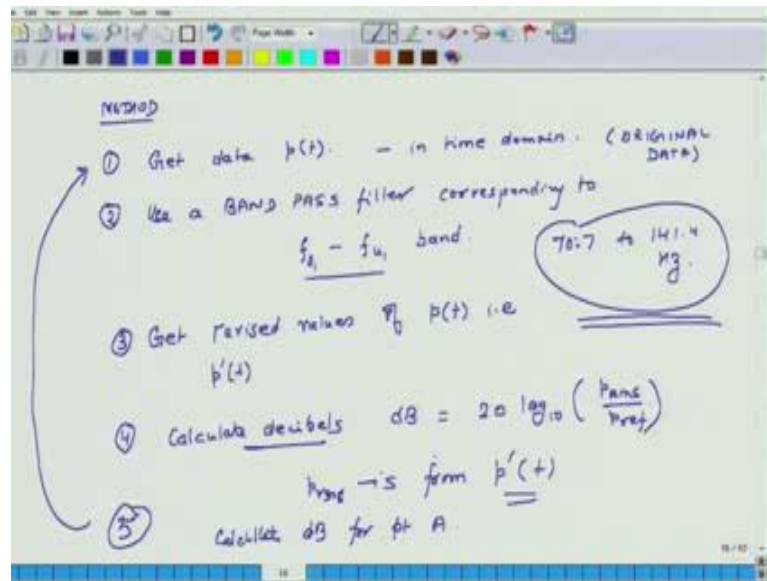 METHOD
① Get data p(t). – in time domain. (ORIGINAL DATA)
② Use a BAND PASS filter corresponding to
fl₁ – fu₁ band.
70.7 to 141.4 Hz.
③ Get revised values of p(t) i.e
p'(t)
④ Calculate decibels dB = 20 log₁₀ (Prms / Pref)
Prms → is from p'(t)
⑤ Calculate dB for pt A.
Page Width